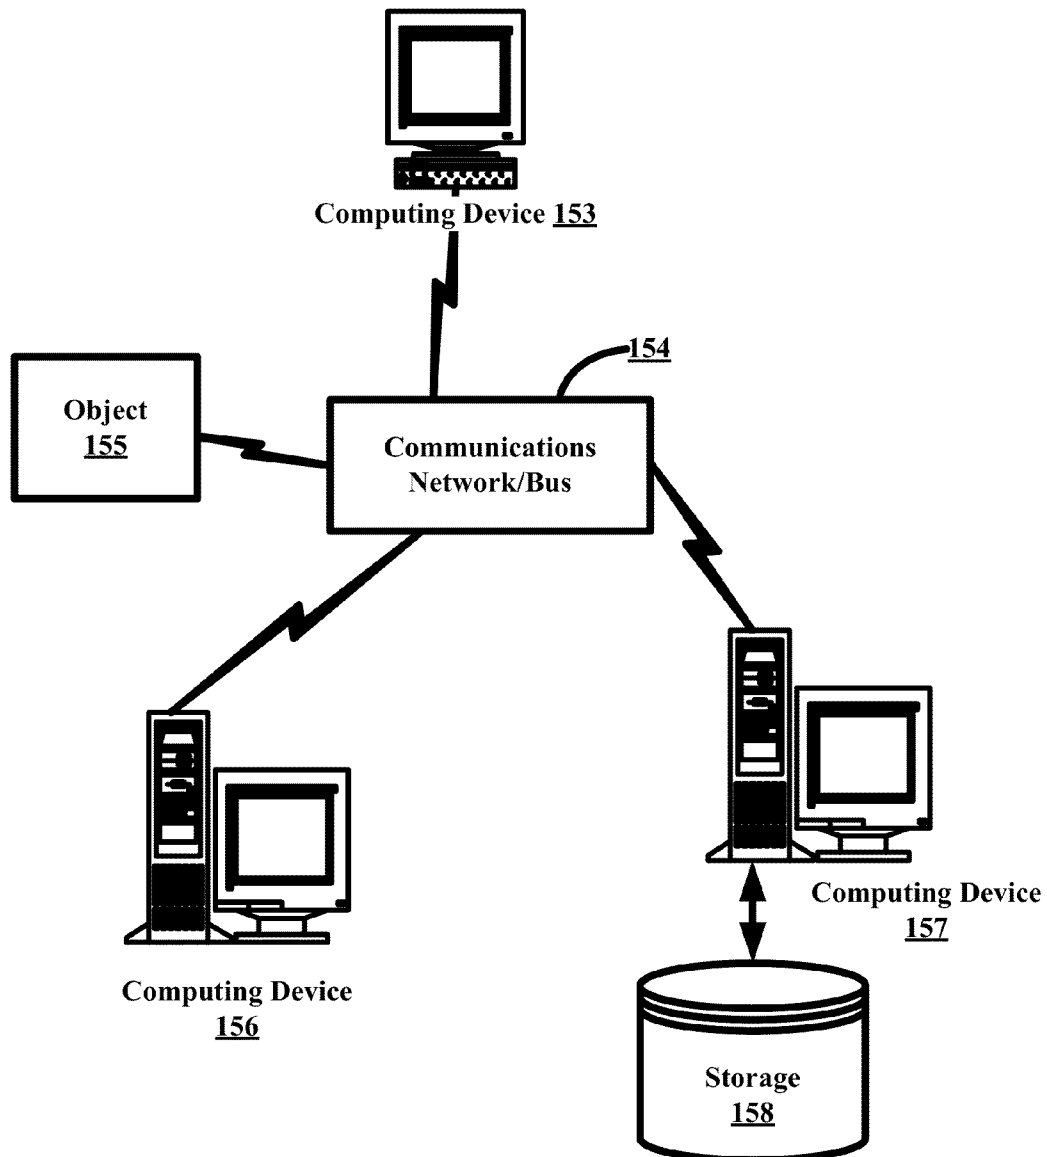 Computing Device 153
154
Object
155
Communications
Network/Bus
Computing Device
157
Computing Device
156
Storage
158